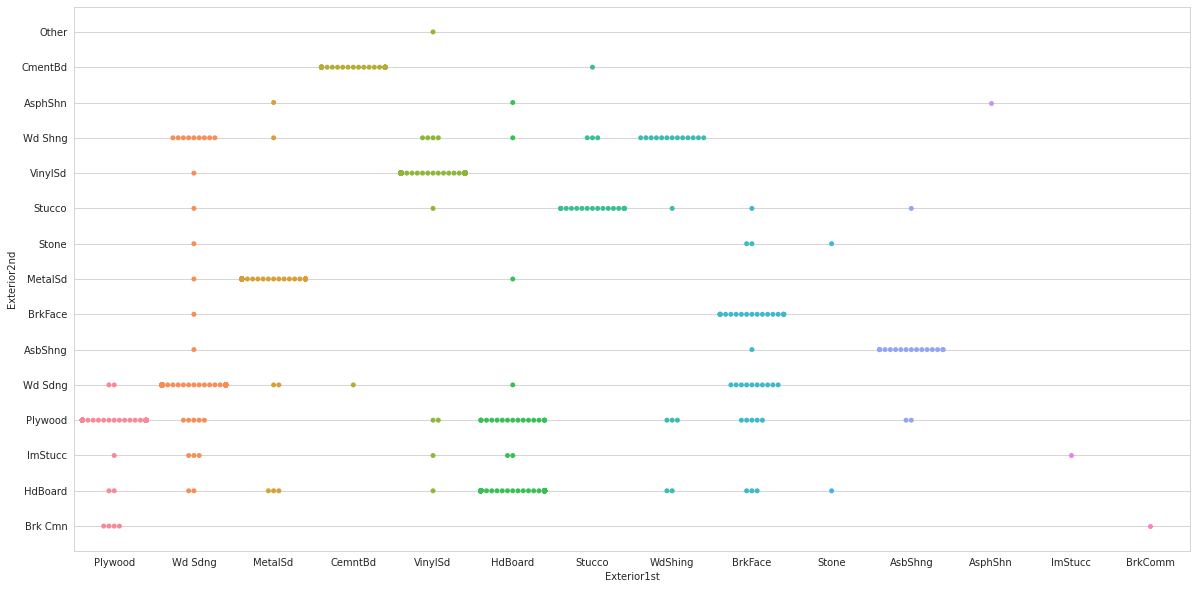 Other
CmentBd
AsphShn
Wd Shng
VinylSd
Stucco
Stone
MetalSd
BrkFace
AsbShng
Wd Sdng
Plywood
ImStucc
HdBoard
Brk Cmn
Exterior2nd
Plywood Wd Sdng MetalSd CemntBd VinylSd HdBoard Stucco WdShing BrkFace Stone AsbShng AsphShn ImStucc BrkComm
Exterior1st